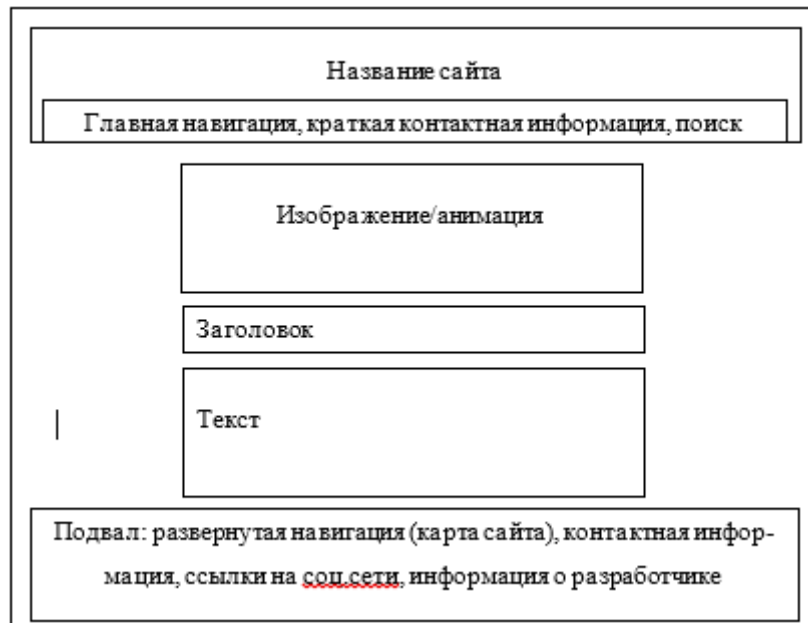 Название сайта
Главная навигация, краткая контактная информация, поиск
Изображение/анимация
Заголовок
Текст
Подвал: развернутая навигация (карта сайта), контактная инфор-
мация, ссылки на соц.сети, информация о разработчике